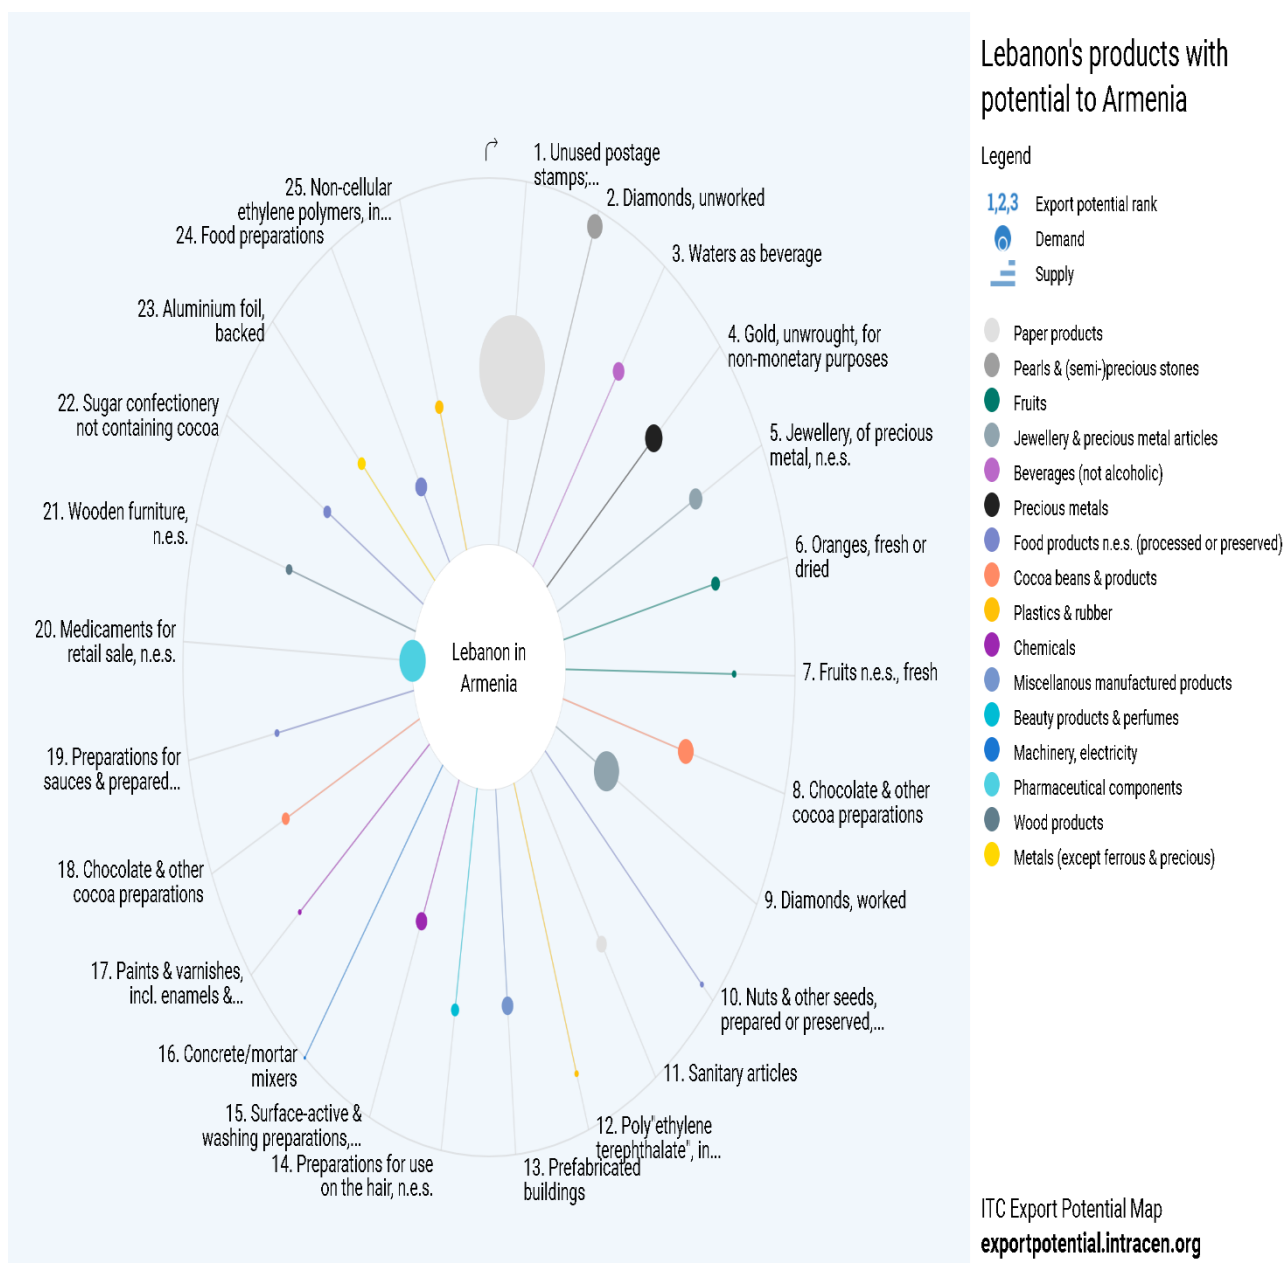 Lebanon's products with
potential to Armenia
Legend
1,2,3 Export potential rank
Demand
Supply
Paper products
Pearls & (semi-)precious stones
Fruits
Jewellery & precious metal articles
Beverages (not alcoholic)
Precious metals
Food products n.e.s. (processed or preserved)
Cocoa beans & products
Plastics & rubber
Chemicals
Miscellanous manufactured products
Beauty products & perfumes
Machinery, electricity
Pharmaceutical components
Wood products
Metals (except ferrous & precious)
1. Unused postage
stamps;...
2. Diamonds, unworked
3. Waters as beverage
4. Gold, unwrought, for
non-monetary purposes
5. Jewellery, of precious
metal, n.e.s.
6. Oranges, fresh or
dried
7. Fruits n.e.s., fresh
8. Chocolate & other
cocoa preparations
9. Diamonds, worked
10. Nuts & other seeds,
prepared or preserved,...
11. Sanitary articles
12. Poly"ethylene
terephthalate", in...
13. Prefabricated
buildings
14. Preparations for use
on the hair, n.e.s.
15. Surface-active &
washing preparations,...
16. Concrete/mortar
mixers
17. Paints & varnishes,
incl. enamels &...
18. Chocolate & other
cocoa preparations
19. Preparations for
sauces & prepared...
20. Medicaments for
retail sale, n.e.s.
21. Wooden furniture,
n.e.s.
22. Sugar confectionery
not containing cocoa
23. Aluminium foil,
backed
24. Food preparations
25. Non-cellular
ethylene polymers, in...
Lebanon in
Armenia
ITC Export Potential Map
exportpotential.intracen.org